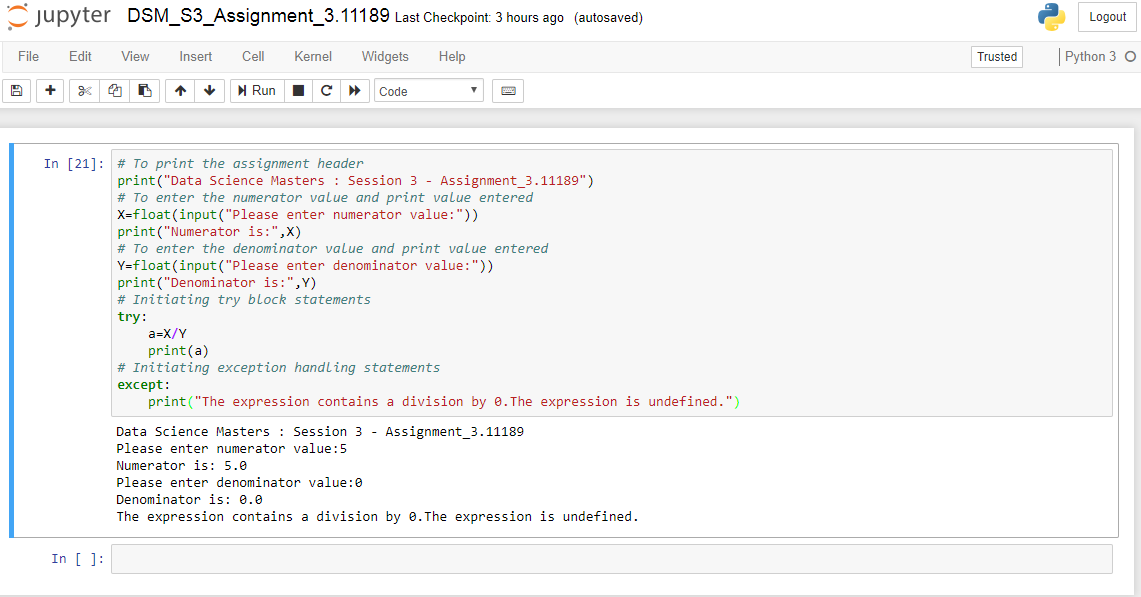 jupyter DSM_S3_Assignment_3.11189 Last Checkpoint: 3 hours ago (autosaved) Logout
File Edit View Insert Cell Kernel Widgets Help Trusted Python 3
Run Code
In [21]:
# To print the assignment header
print("Data Science Masters : Session 3 - Assignment_3.11189")
# To enter the numerator value and print value entered
X=float(input("Please enter numerator value:"))
print("Numerator is:",X)
# To enter the denominator value and print value entered
Y=float(input("Please enter denominator value:"))
print("Denominator is:",Y)
# Initiating try block statements
try:
    a=X/Y
    print(a)
# Initiating exception handling statements
except:
    print("The expression contains a division by 0.The expression is undefined.")
Data Science Masters : Session 3 - Assignment_3.11189
Please enter numerator value:5
Numerator is: 5.0
Please enter denominator value:0
Denominator is: 0.0
The expression contains a division by 0.The expression is undefined.
In [ ]: